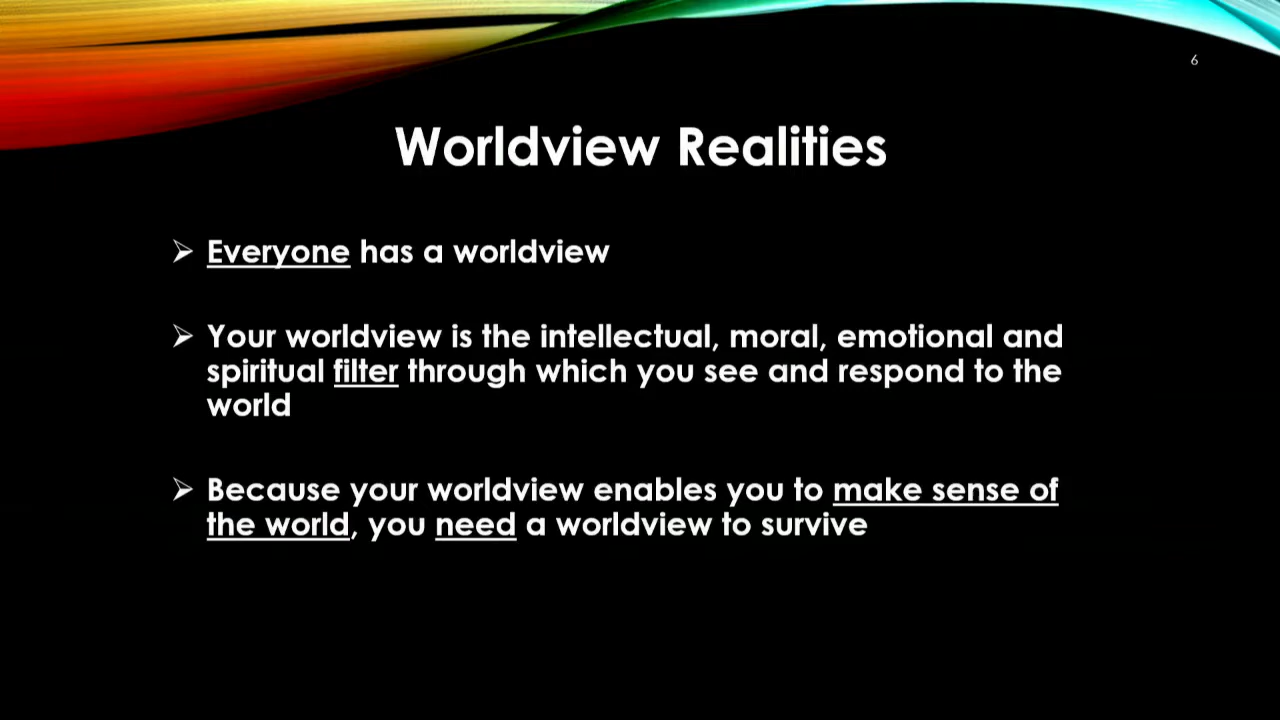 6
Worldview Realities
➢ Everyone has a worldview
➢ Your worldview is the intellectual, moral, emotional and
spiritual filter through which you see and respond to the
world
➢ Because your worldview enables you to make sense of
the world, you need a worldview to survive